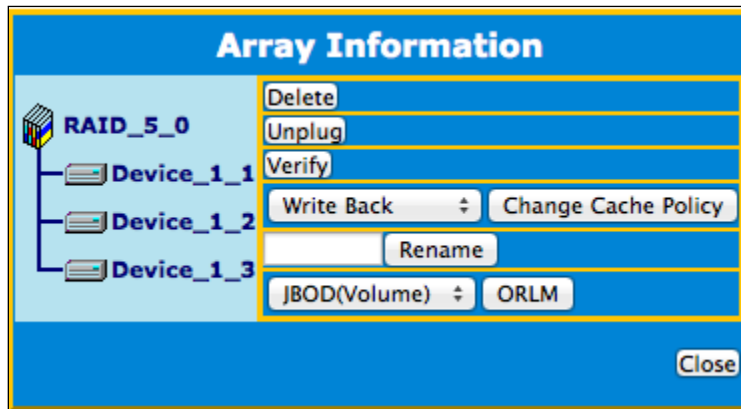 Array Information
RAID_5_0
Device_1_1
Device_1_2
Device_1_3
Delete
Unplug
Verify
Write Back Change Cache Policy
Rename
JBOD(Volume) ORLM
Close